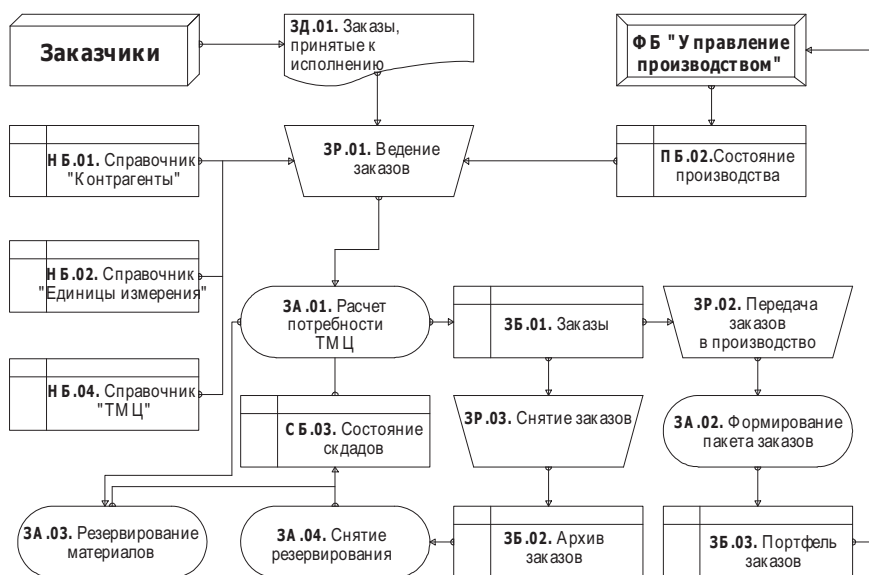 Заказчики
ЗД.01. Заказы,
принятые к
исполнению
ФБ "Управление
производством"
НБ.01. Справочник
"Контрагенты"
ЗР.01. Ведение
заказов
ПБ.02.Состояние
производства
НБ.02. Справочник
"Единицы измерения"
ЗА.01. Расчет
потребности
ТМЦ
ЗБ.01. Заказы
ЗР.02. Передача
заказов
в производство
НБ.04. Справочник
"ТМЦ"
СБ.03. Состояние
скдадов
ЗР.03. Снятие заказов
ЗА.02. Формирование
пакета заказов
ЗА.03. Резервирование
материалов
ЗА.04. Снятие
резервирования
ЗБ.02. Архив
заказов
ЗБ.03. Портфель
заказов